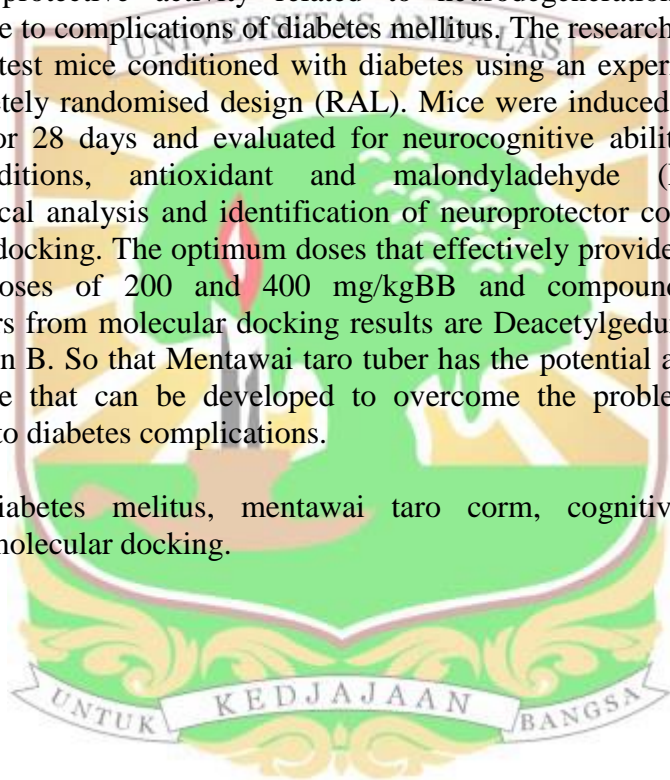 protective activity related to neurodegeneration
e to complications of diabetes mellitus. The research
UNIVERSITAS ANDALAS
test mice conditioned with diabetes using an exper
etely randomised design (RAL). Mice were induced
or 28 days and evaluated for neurocognitive abilit
ditions, antioxidant and malondyladehyde (
cal analysis and identification of neuroprotector co
docking. The optimum doses that effectively provide
oses of 200 and 400 mg/kgBB and compound
rs from molecular docking results are Deacetylgedu
n B. So that Mentawai taro tuber has the potential a
e that can be developed to overcome the proble
to diabetes complications.
iabetes melitus, mentawai taro corm, cognitiv
nolecular docking.
UNTUK KEDJAJAAN BANGSA